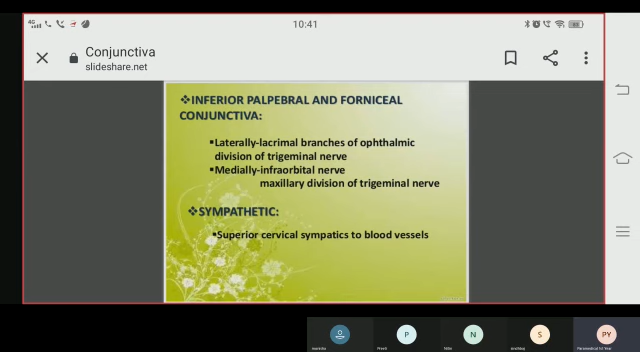 4G
10:41
Conjunctiva
slideshare.net
❖INFERIOR PALPEBRAL AND FORNICEAL
CONJUNCTIVA:
▪Laterally-lacrimal branches of ophthalmic
division of trigeminal nerve
▪Medially-infraorbital nerve
maxillary division of trigeminal nerve
❖SYMPATHETIC:
▪Superior cervical sympatics to blood vessels
P
N
S
PY